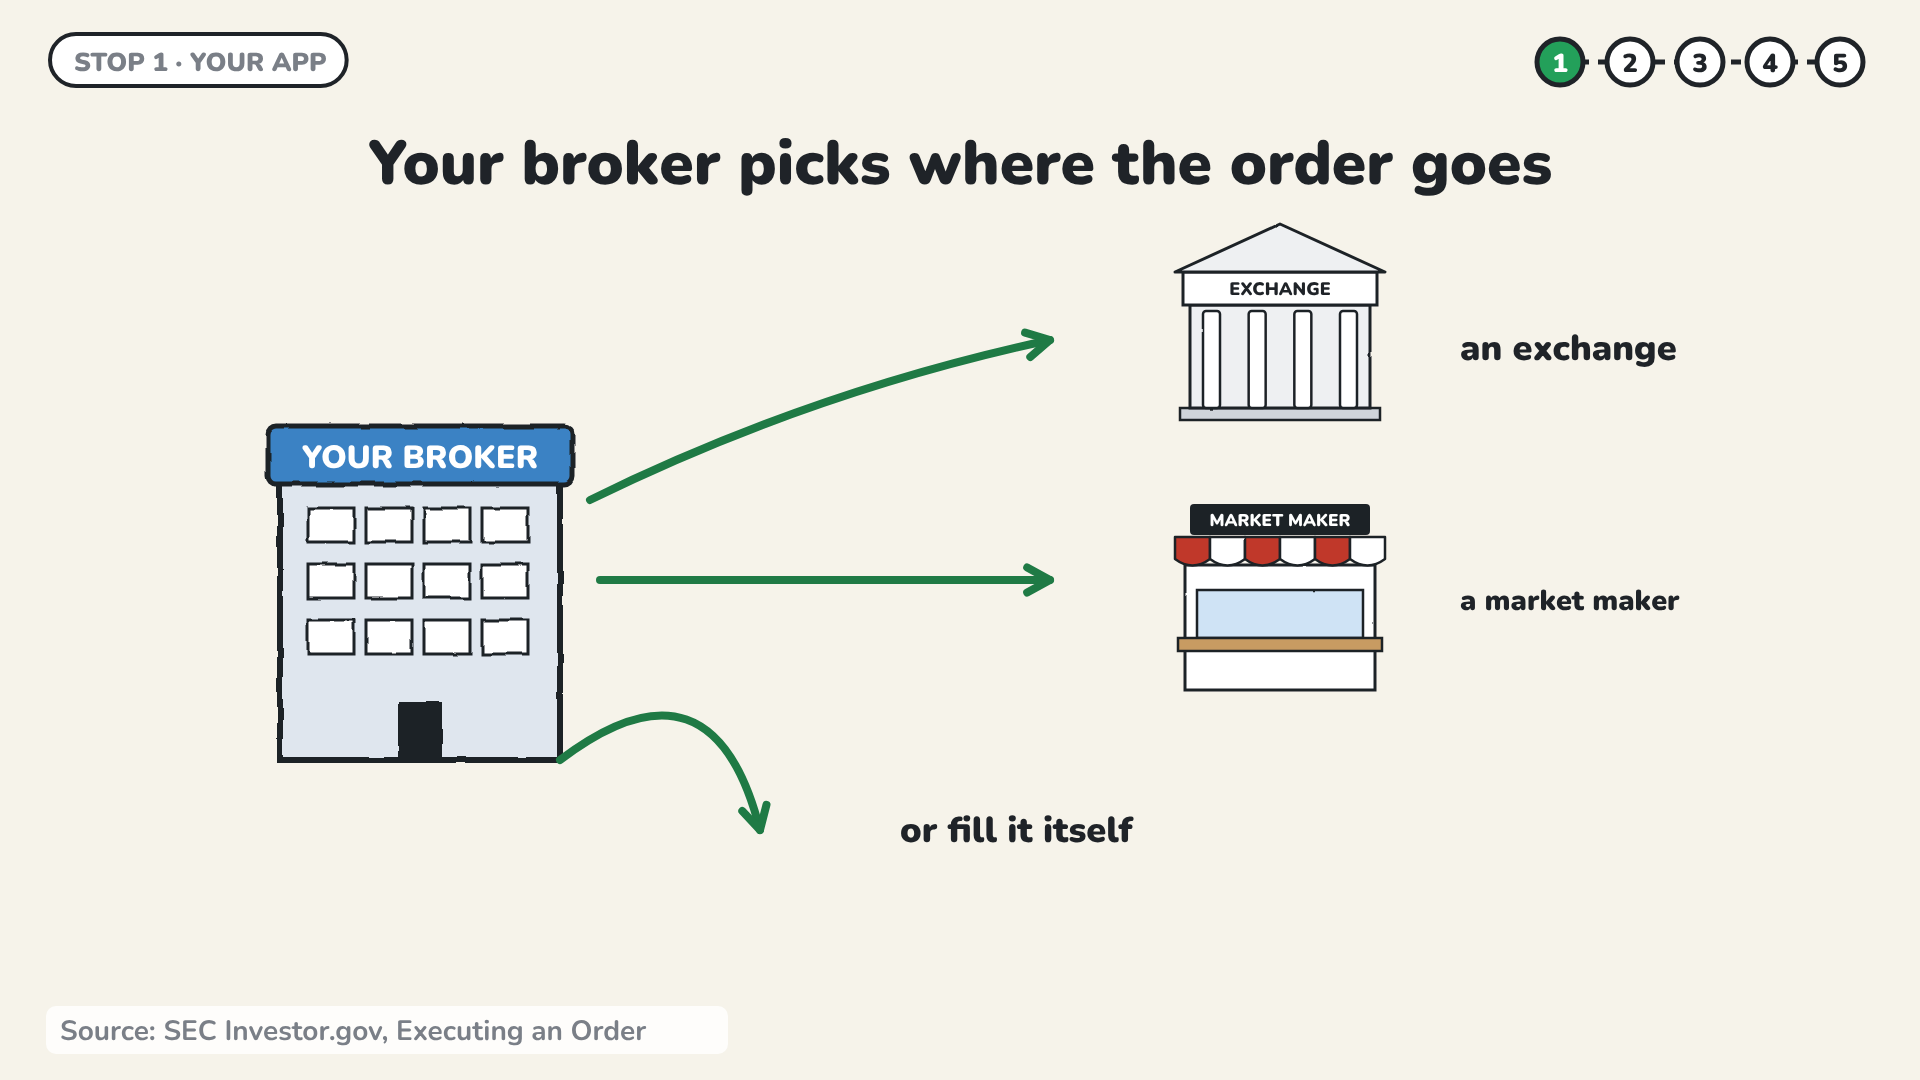 STOP 1 · YOUR APP
1 2 3 4 5
Your broker picks where the order goes
EXCHANGE
an exchange
YOUR BROKER
MARKET MAKER
a market maker
or fill it itself
Source: SEC Investor.gov, Executing an Order